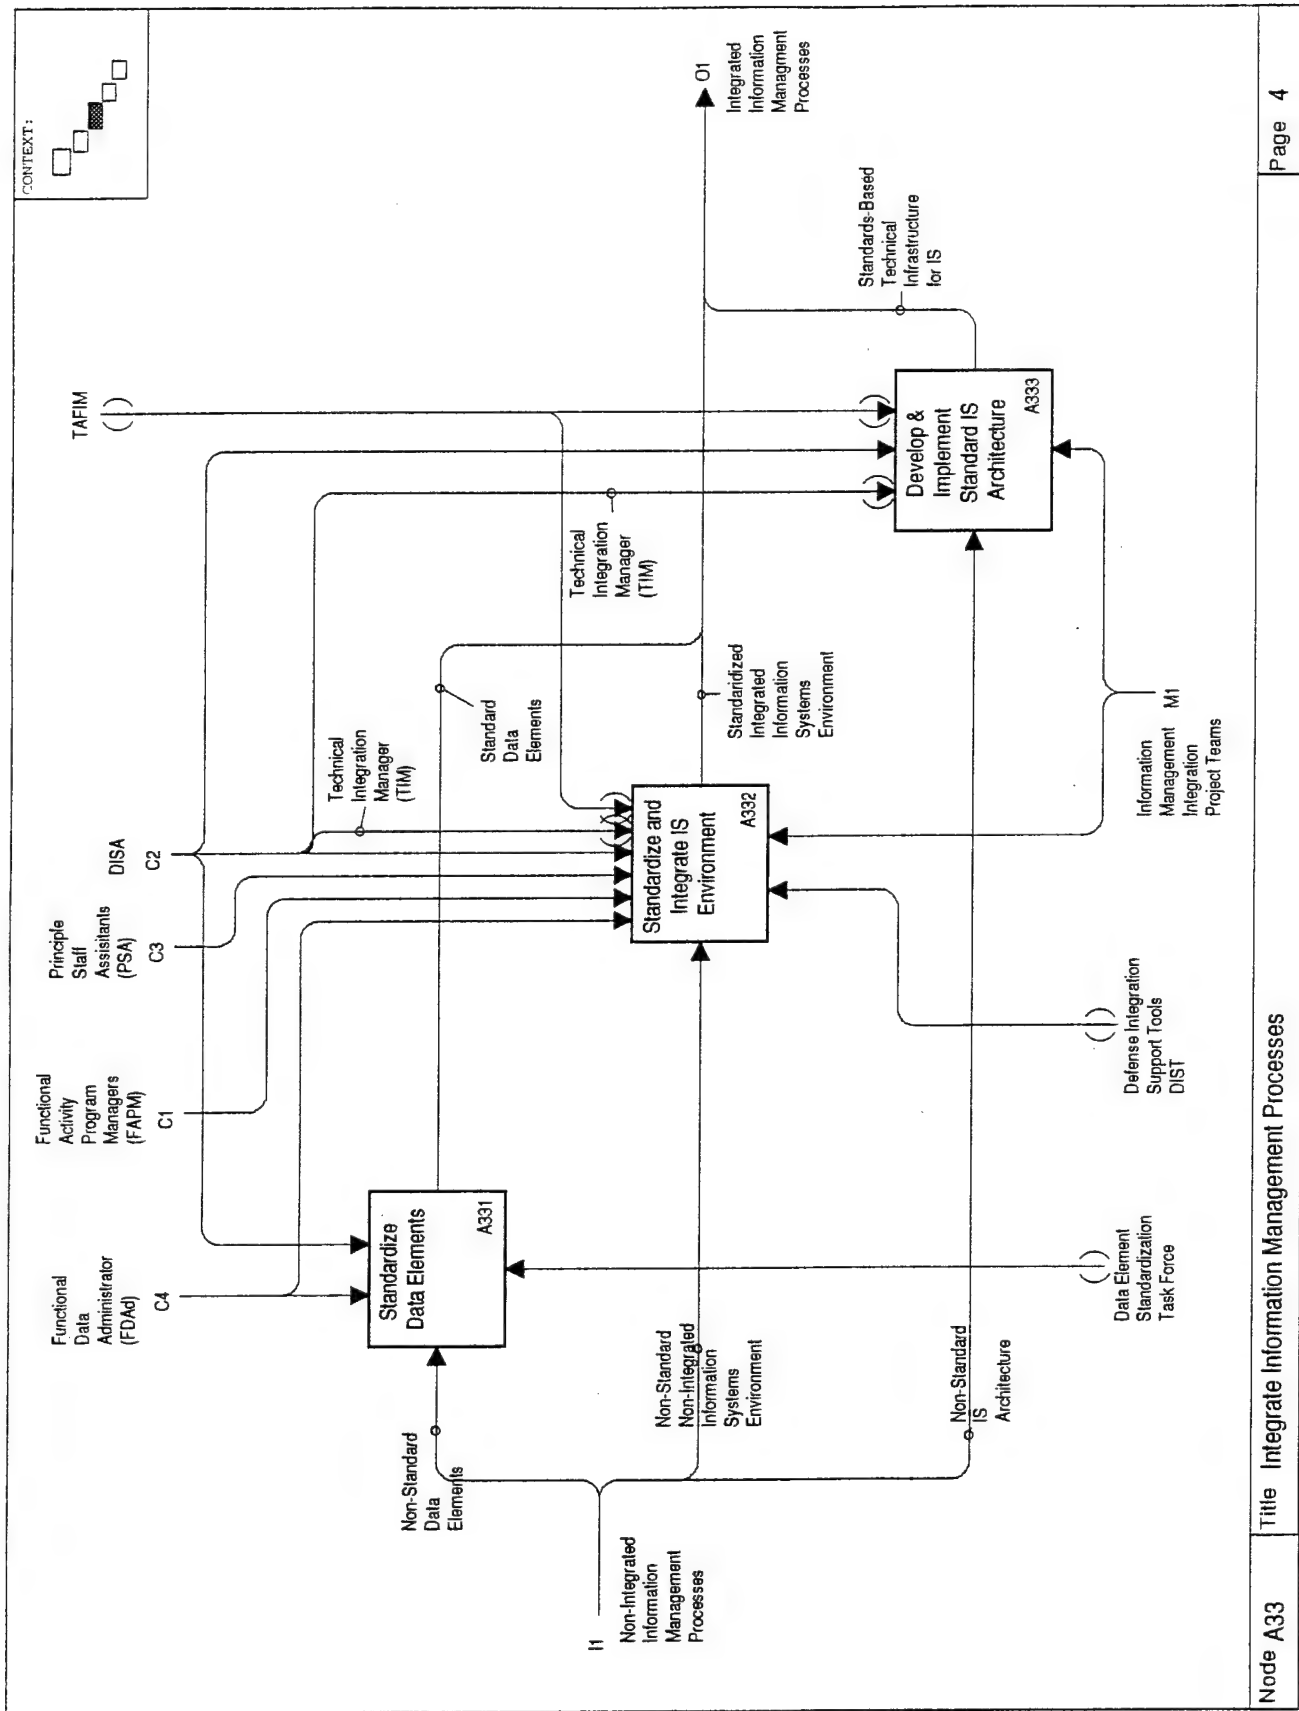 CONTEXT:
TAFIM
DISA
C2
Principle
Staff
Assisitants
(PSA)
C3
Functional
Activity
Program
Managers
(FAPM)
C1
Functional
Data
Administrator
(FDAd)
C4
Technical
Integration
Manager
(TIM)
Technical
Integration
Manager
(TIM)
Standardize
Data Elements
A331
Standard
Data
Elements
Standardize and
Integrate IS
Environment
A332
Standaridized
Integrated
Information
Systems
Environment
Develop &
Implement
Standard IS
Architecture
A333
Standards-Based
Technical
Infrastructure
for IS
O1
Integrated
Information
Managment
Processes
Non-Standard
Data
Elements
Non-Standard
Non-Integrated
Information
Systems
Environment
Non-Standard
IS
Architecture
I1
Non-Integrated
Information
Management
Processes
Data Element
Standardization
Task Force
Defense Integration
Support Tools
DIST
M1
Information
Management
Integration
Project Teams
Node A33
Title Integrate Information Management Processes
Page 4